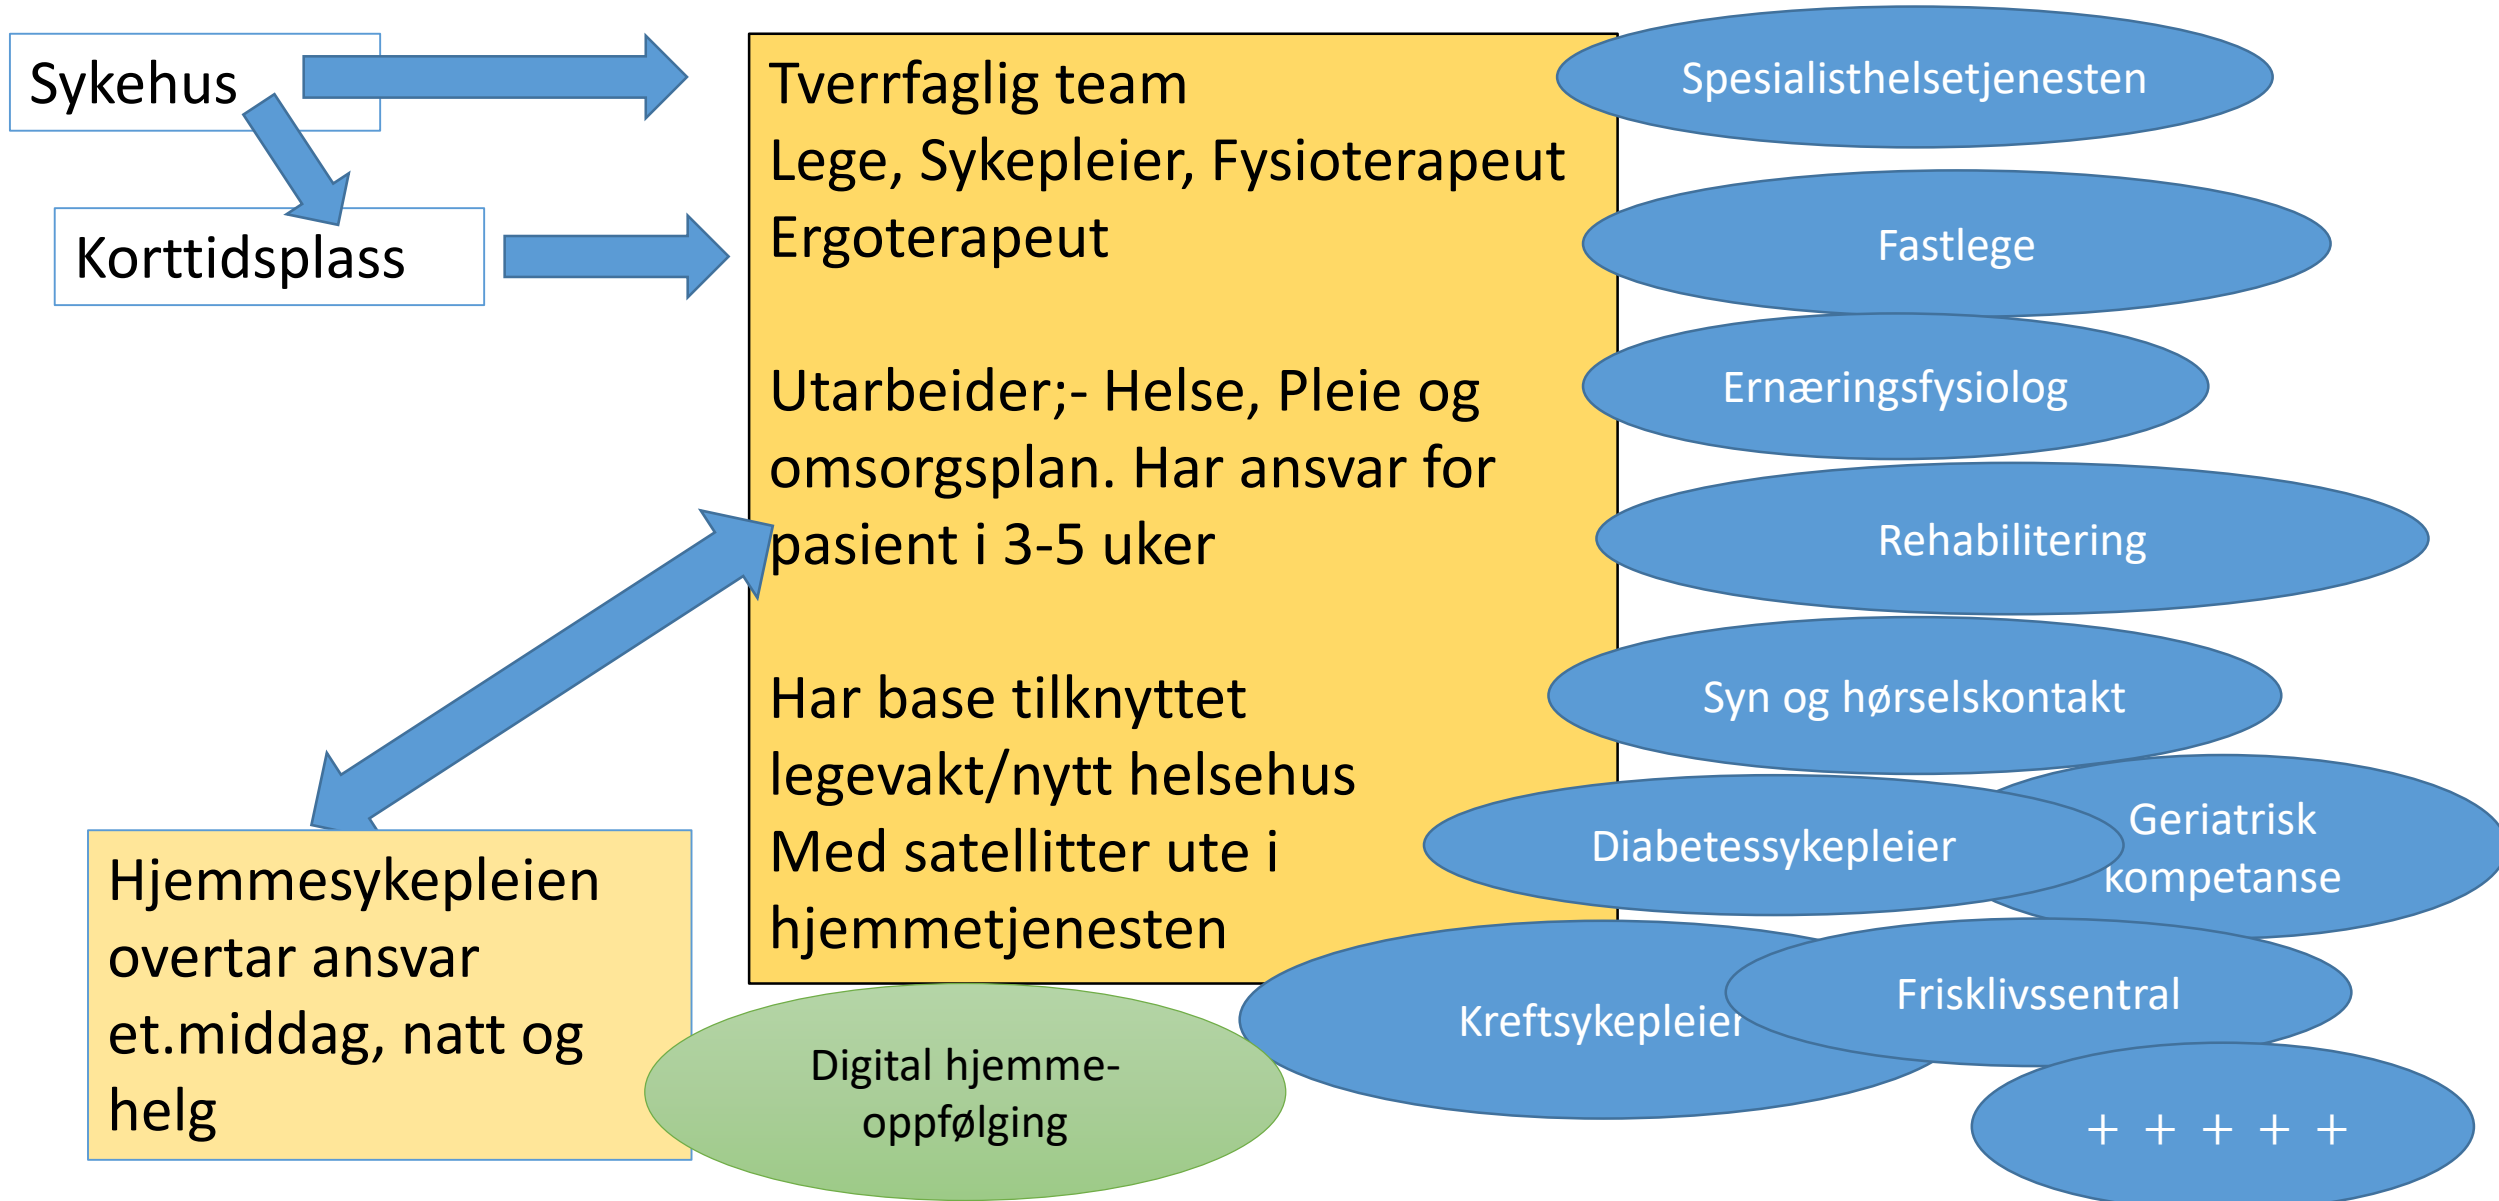 Sykehus
Korttidsplass
Tverrfaglig team
Lege, Sykepleier, Fysioterapeut
Ergoterapeut
Utarbeider;- Helse, Pleie og
omsorgsplan. Har ansvar for
pasient i 3-5 uker
Har base tilknyttet
legevakt/nytt helsehus
Med satellitter ute i
hjemmetjenesten
Hjemmesykepleien
overtar ansvar
et.middag, natt og
helg
Digital hjemme-
oppfølging
Spesialisthelsetjenesten
Fastlege
Ernæringsfysiolog
Rehabilitering
Syn og hørselskontakt
Diabetessykepleier
Geriatrisk
kompetanse
Kreftsykepleier
Frisklivssentral
+ + + + +